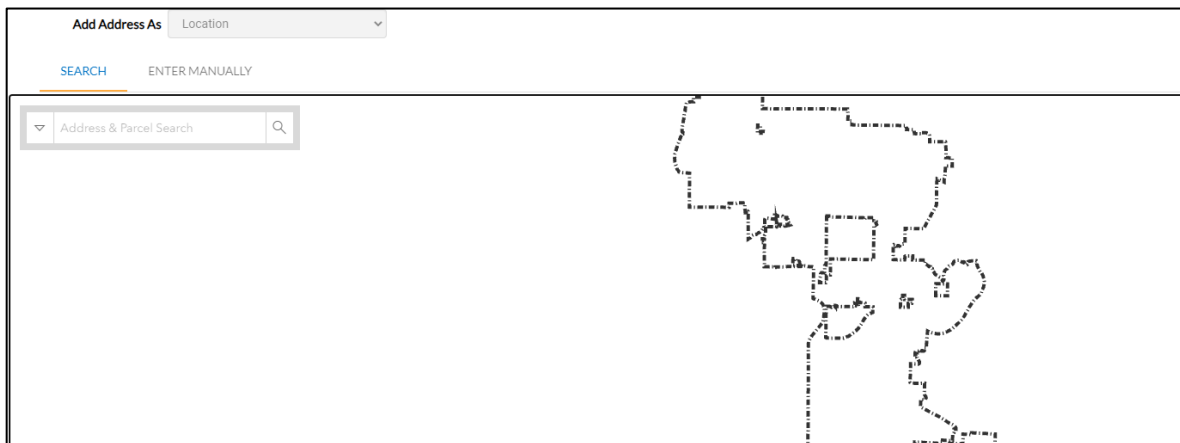 Add Address As Location
SEARCH ENTER MANUALLY
Address & Parcel Search